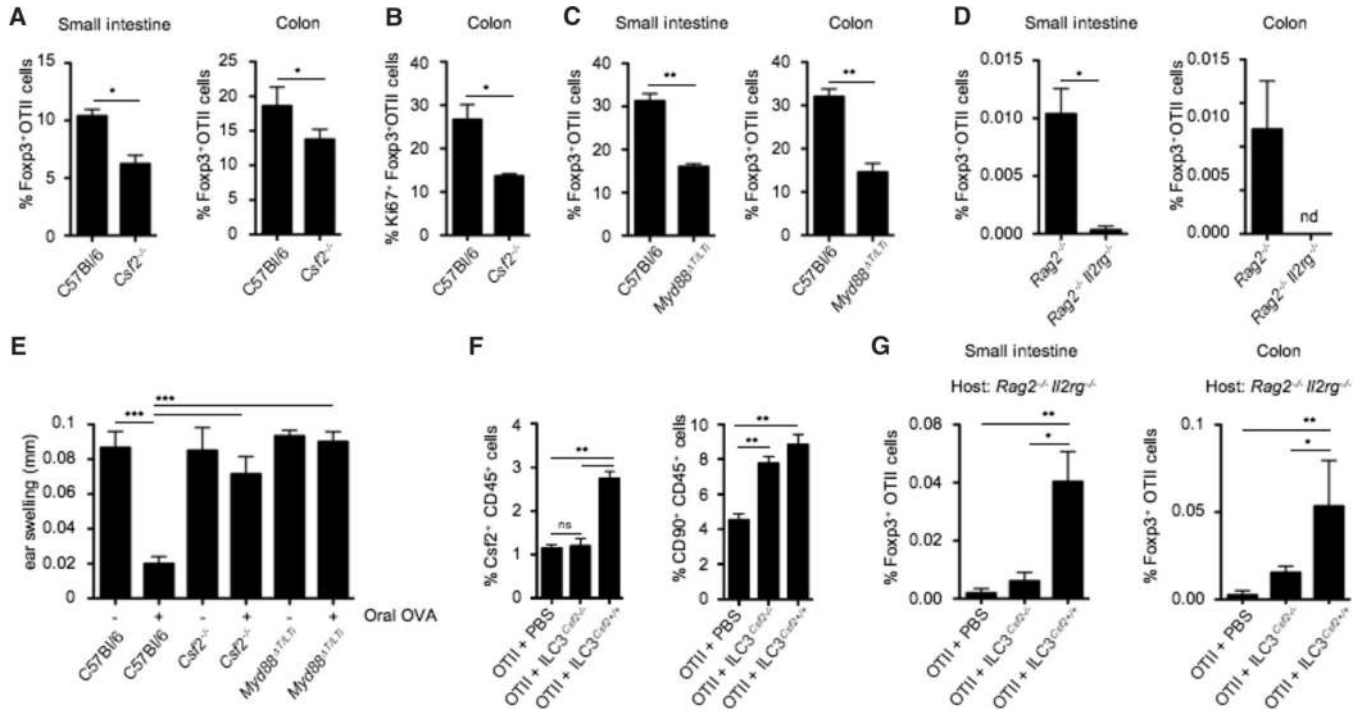 A
Small intestine
Colon
% Foxp3⁺OTII cells
15
10
5
0
*
C57Bl/6
Csf2⁻/⁻
% Foxp3⁺OTII cells
25
20
15
10
5
0
*
C57Bl/6
Csf2⁻/⁻
B
% Ki67⁺ Foxp3⁺OTII cells
40
30
20
10
0
*
C57Bl/6
Csf2⁻/⁻
C
Small intestine
Colon
% Foxp3⁺OTII cells
40
30
20
10
0
**
C57Bl/6
Myd88ΔT/LTi
% Foxp3⁺OTII cells
40
30
20
10
0
**
C57Bl/6
Myd88ΔT/LTi
D
Small intestine
Colon
% Foxp3⁺OTII cells
0.015
0.010
0.005
0.000
*
Rag2⁻/⁻
Rag2⁻/⁻ Il2rg⁻/⁻
% Foxp3⁺OTII cells
0.015
0.010
0.005
0.000
nd
Rag2⁻/⁻
Rag2⁻/⁻ Il2rg⁻/⁻
E
ear swelling (mm)
0.1
0.08
0.06
0.04
0.02
0
***
***
- + - + - + Oral OVA
C57Bl/6
C57Bl/6
Csf2⁻/⁻
Csf2⁻/⁻
Myd88ΔT/LTi
Myd88ΔT/LTi
F
% Csf2⁺ CD45⁺ cells
4
3
2
1
0
**
ns
OTII + PBS
OTII + ILC3Csf2⁻/⁻
OTII + ILC3Csf2+/+
% CD90⁺ CD45⁺ cells
10
8
6
4
2
0
**
**
OTII + PBS
OTII + ILC3Csf2⁻/⁻
OTII + ILC3Csf2+/+
G
Small intestine
Colon
Host: Rag2⁻/⁻ Il2rg⁻/⁻
Host: Rag2⁻/⁻ Il2rg⁻/⁻
% Foxp3⁺ OTII cells
0.08
0.06
0.04
0.02
0.00
**
*
OTII + PBS
OTII + ILC3Csf2⁻/⁻
OTII + ILC3Csf2+/+
% Foxp3⁺ OTII cells
0.1
0.05
0.00
**
*
OTII + PBS
OTII + ILC3Csf2⁻/⁻
OTII + ILC3Csf2+/+